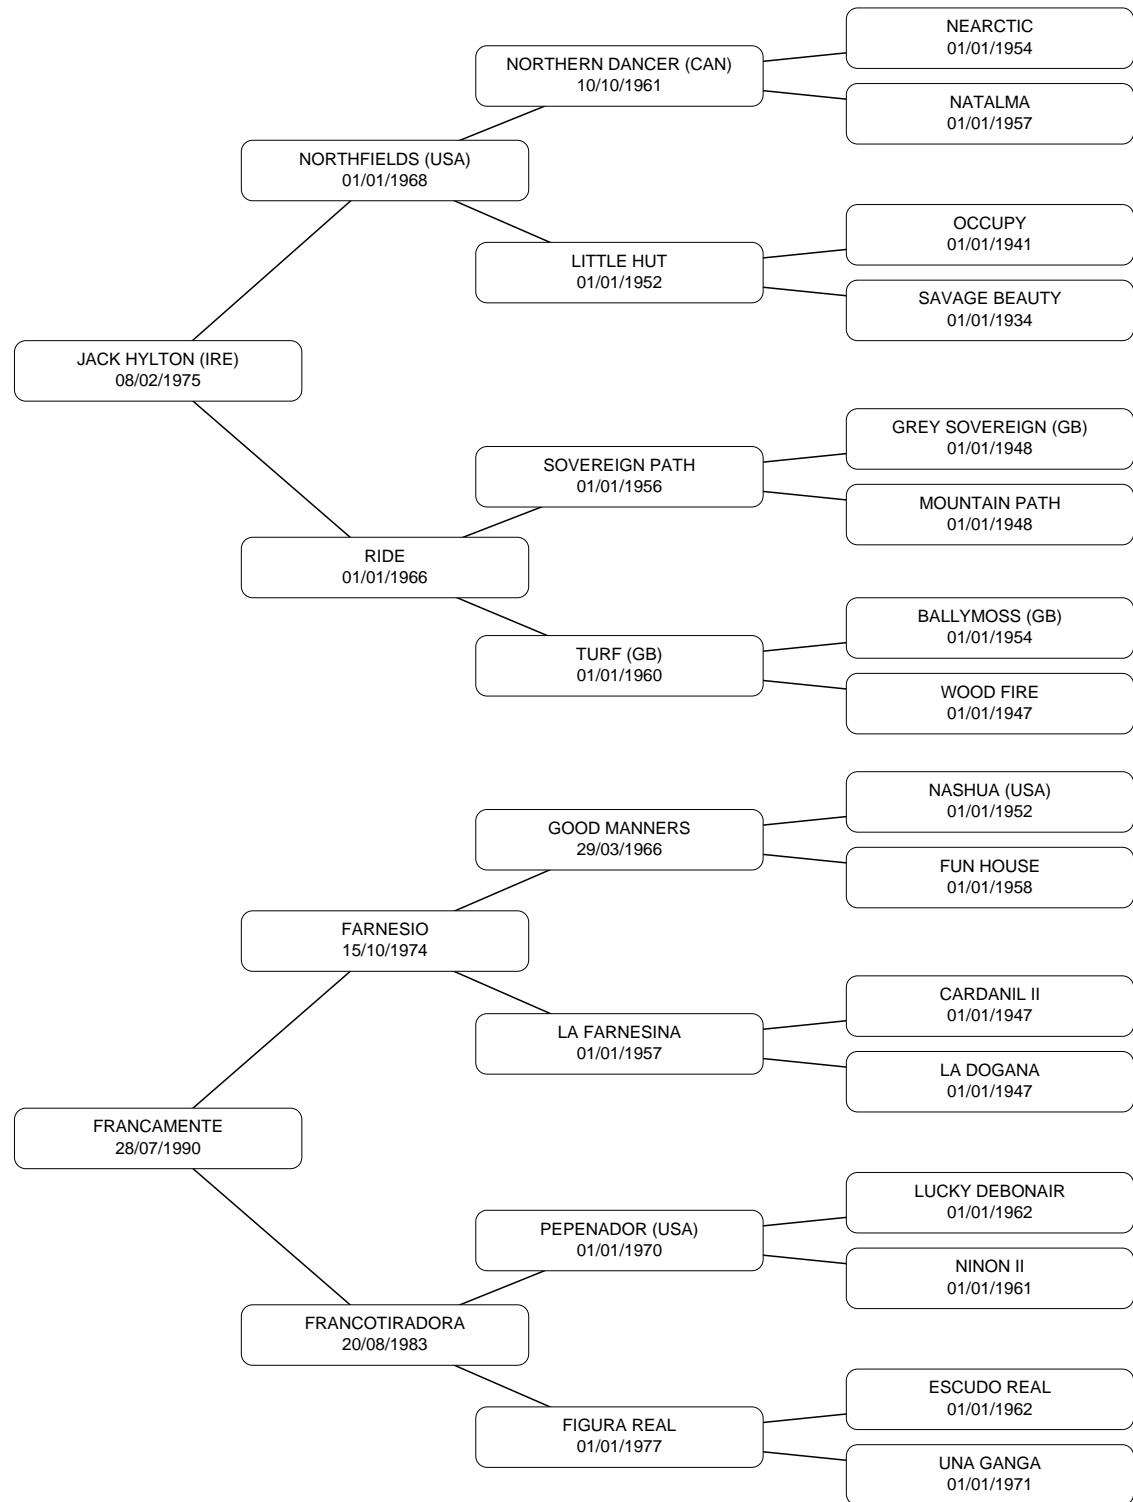 NEARCTIC
01/01/1954
NORTHERN DANCER (CAN)
10/10/1961
NATALMA
01/01/1957
NORTHFIELDS (USA)
01/01/1968
OCCUPY
01/01/1941
LITTLE HUT
01/01/1952
SAVAGE BEAUTY
01/01/1934
JACK HYLTON (IRE)
08/02/1975
GREY SOVEREIGN (GB)
01/01/1948
SOVEREIGN PATH
01/01/1956
MOUNTAIN PATH
01/01/1948
RIDE
01/01/1966
BALLYMOSS (GB)
01/01/1954
TURF (GB)
01/01/1960
WOOD FIRE
01/01/1947
NASHUA (USA)
01/01/1952
GOOD MANNERS
29/03/1966
FUN HOUSE
01/01/1958
FARNESIO
15/10/1974
CARDANIL II
01/01/1947
LA FARNESINA
01/01/1957
LA DOGANA
01/01/1947
FRANCAMENTE
28/07/1990
LUCKY DEBONAIR
01/01/1962
PEPENADOR (USA)
01/01/1970
NINON II
01/01/1961
FRANCOTIRADORA
20/08/1983
ESCUDO REAL
01/01/1962
FIGURA REAL
01/01/1977
UNA GANGA
01/01/1971